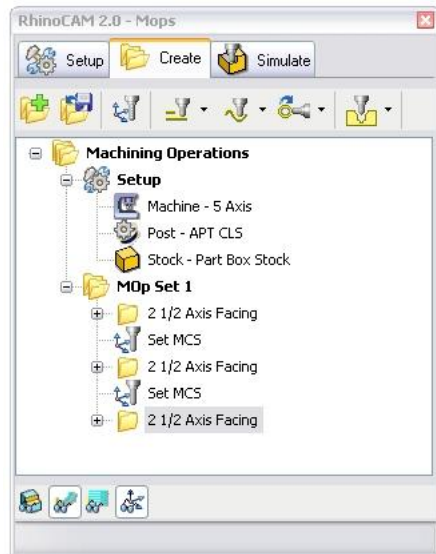 RhinoCAM 2.0 - Mops
Setup Create Simulate
Machining Operations
Setup
Machine - 5 Axis
Post - APT CLS
Stock - Part Box Stock
MOp Set 1
2 1/2 Axis Facing
Set MCS
2 1/2 Axis Facing
Set MCS
2 1/2 Axis Facing